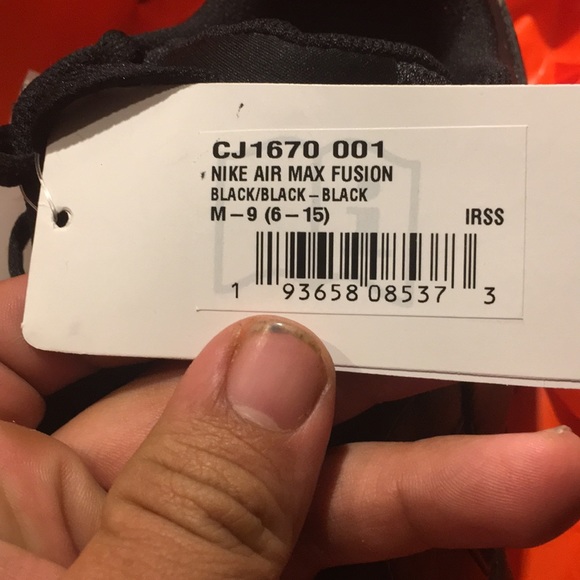 CJ1670 001
NIKE AIR MAX FUSION
BLACK/BLACK-BLACK
M-9 (6-15) IRSS
1 93658 08537 3